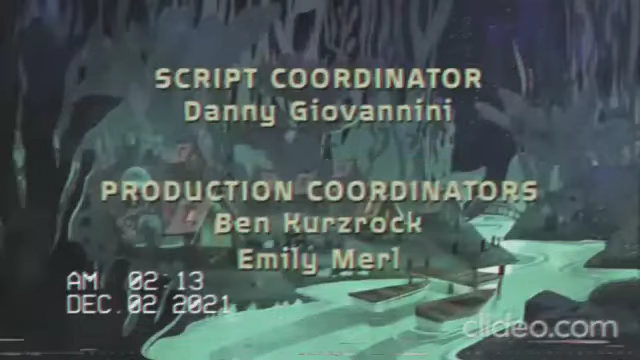 SCRIPT COORDINATOR
Danny Giovannini
PRODUCTION COORDINATORS
Ben Kurzrock
Emily Merl
AM 02:13
DEC.02 2021
clideo.com